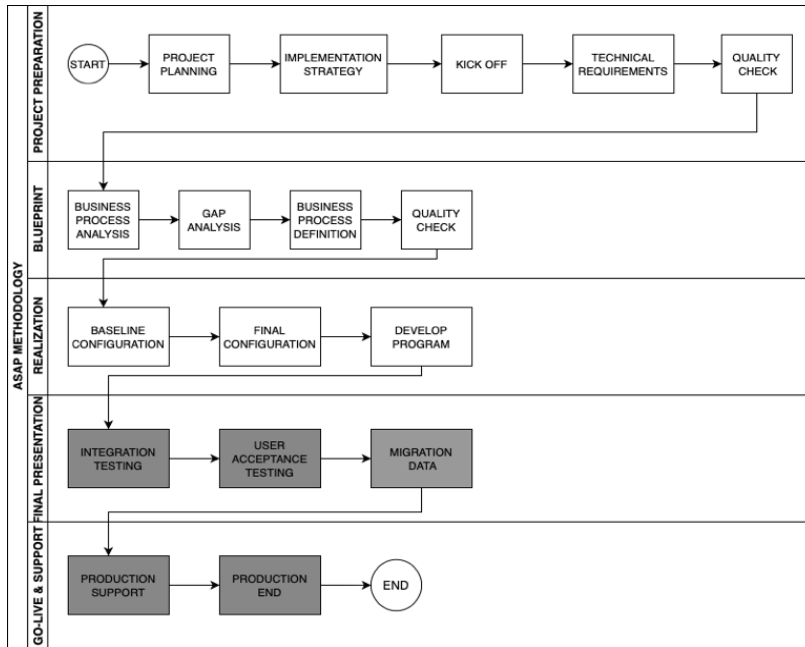 ASAP METHODOLOGY
PROJECT PREPARATION
START
PROJECT
PLANNING
IMPLEMENTATION
STRATEGY
KICK OFF
TECHNICAL
REQUIREMENTS
QUALITY
CHECK
BLUEPRINT
BUSINESS
PROCESS
ANALYSIS
GAP
ANALYSIS
BUSINESS
PROCESS
DEFINITION
QUALITY
CHECK
REALIZATION
BASELINE
CONFIGURATION
FINAL
CONFIGURATION
DEVELOP
PROGRAM
FINAL PRESENTATION
INTEGRATION
TESTING
USER
ACCEPTANCE
TESTING
MIGRATION
DATA
GO-LIVE & SUPPORT
PRODUCTION
SUPPORT
PRODUCTION
END
END